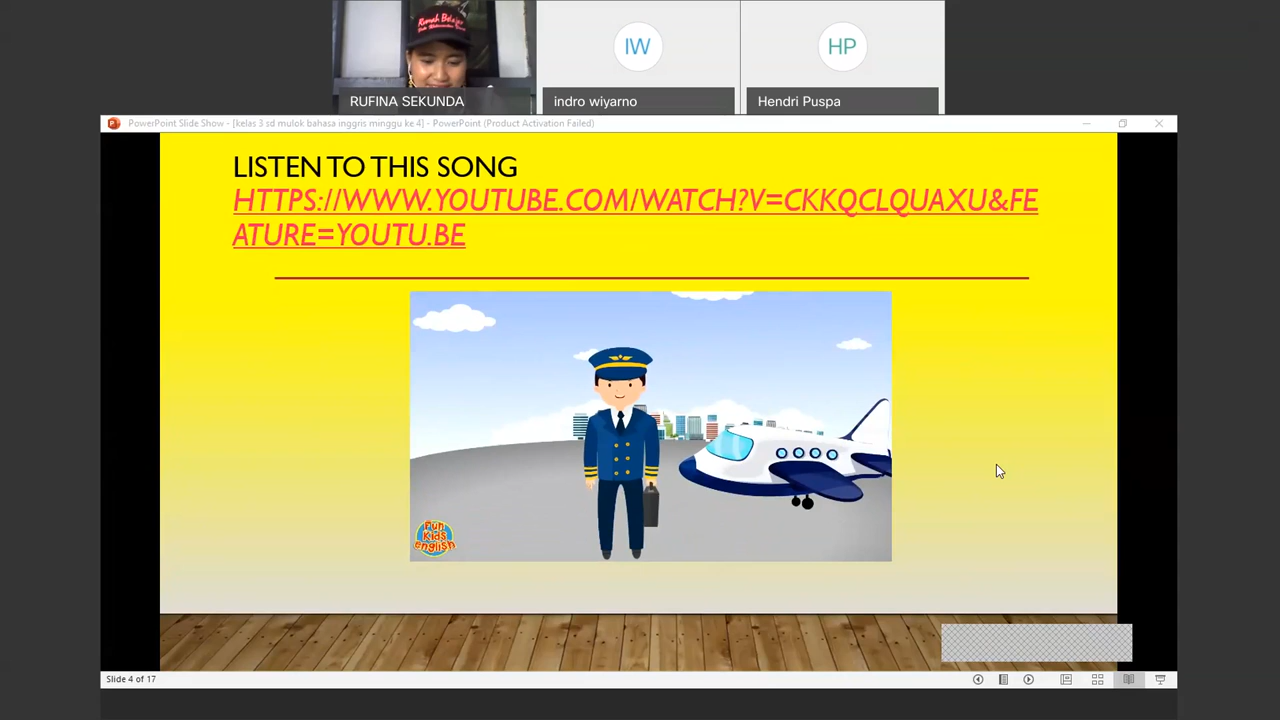 Rumah Belajar
RUFINA SEKUNDA
IW
indro wiyarno
HP
Hendri Puspa
PowerPoint Slide Show - [kelas 3 sd mulok bahasa inggris minggu ke 4] - PowerPoint (Product Activation Failed)
LISTEN TO THIS SONG
HTTPS://WWW.YOUTUBE.COM/WATCH?V=CKKQCLQUAXU&FE
ATURE=YOUTU.BE
Fun
Kids
English
Slide 4 of 17